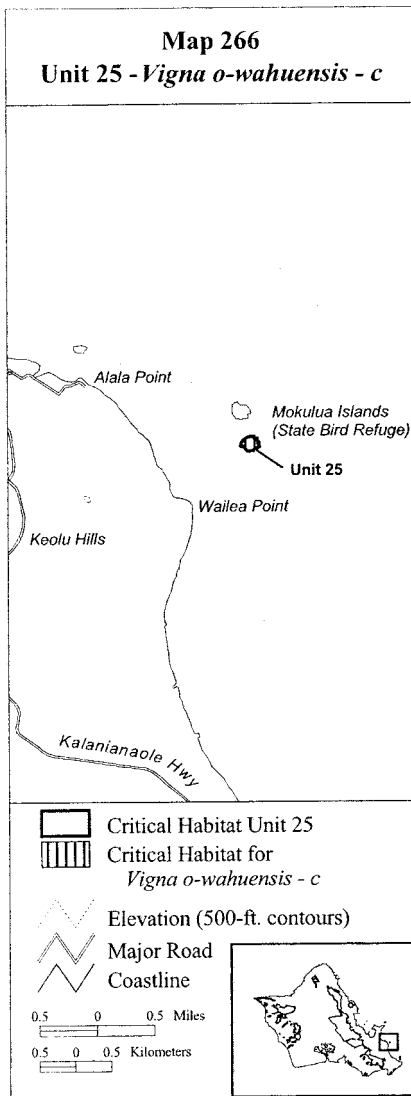 Map 266
Unit 25 - Vigna o-wahuensis - c
Alala Point
Mokulua Islands
(State Bird Refuge)
Unit 25
Wailea Point
Keolu Hills
Kalanianaole Hwy
Critical Habitat Unit 25
Critical Habitat for
Vigna o-wahuensis - c
Elevation (500-ft. contours)
Major Road
Coastline
0.5 0 0.5 Miles
0.5 0 0.5 Kilometers